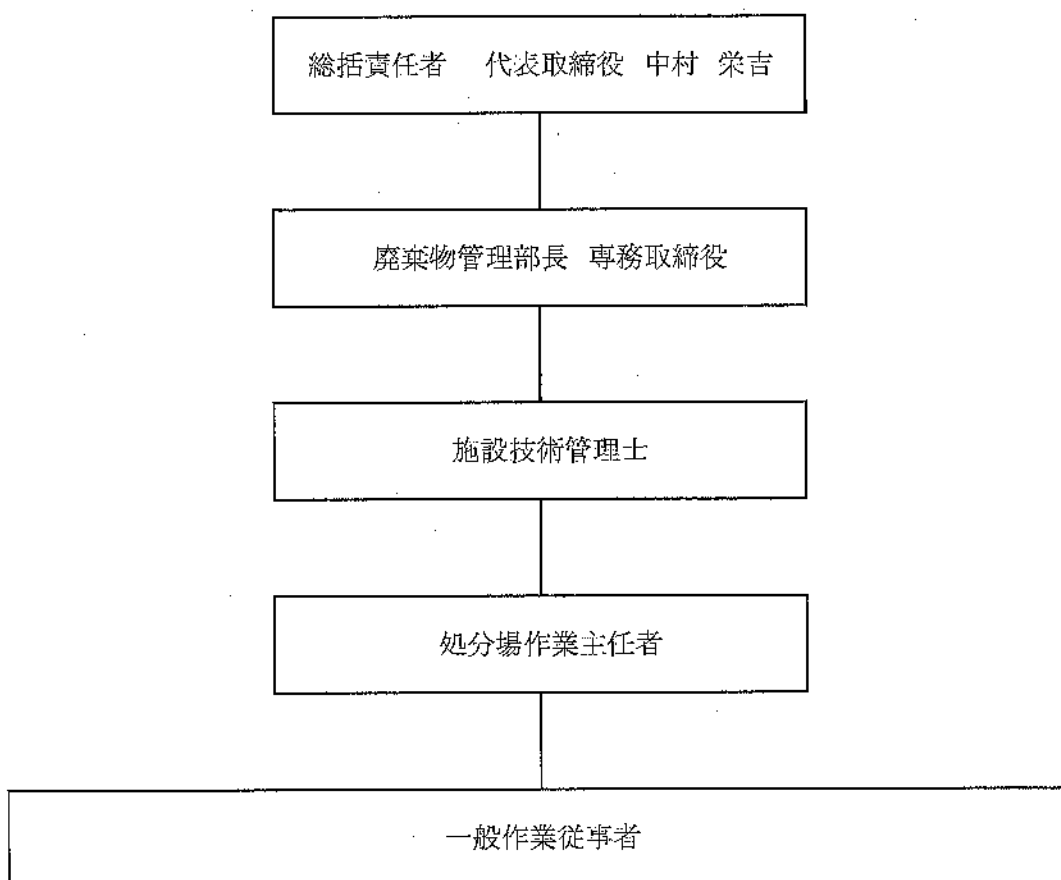 総括責任者 代表取締役 中村 栄吉
廃棄物管理部長 専務取締役
施設技術管理士
処分場作業主任者
一般作業従事者